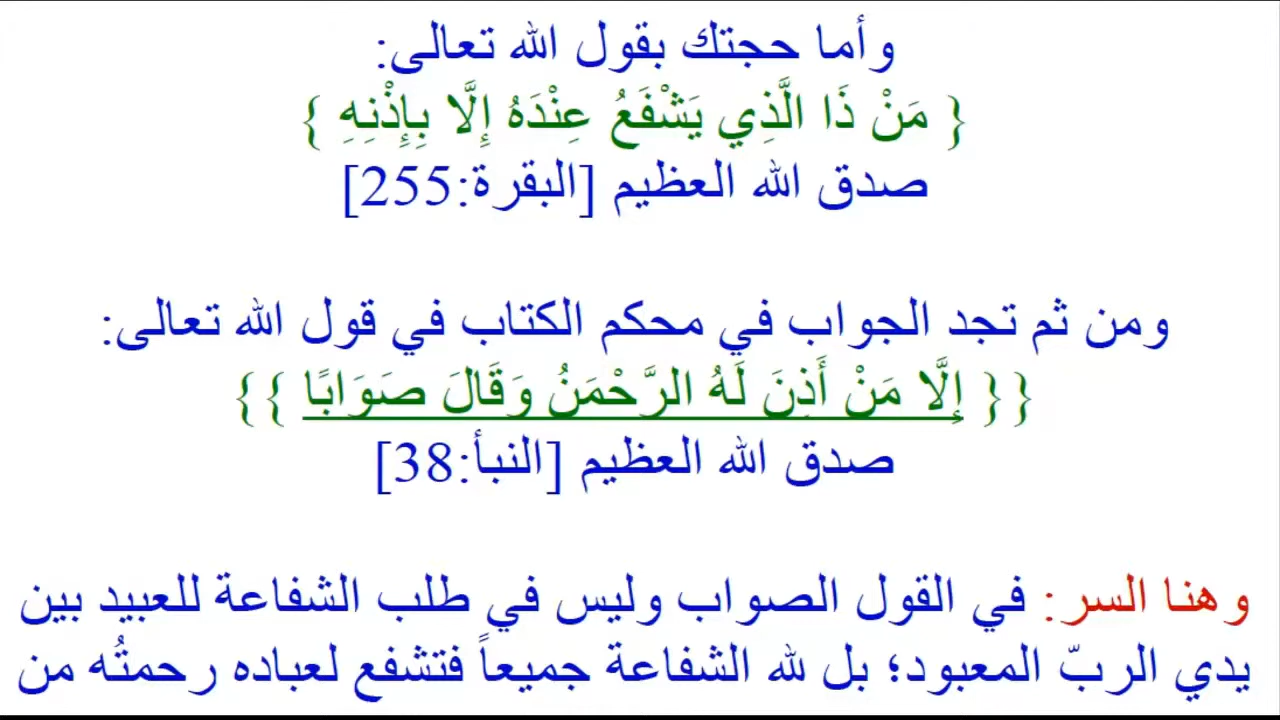 وأما حجتك بقول الله تعالى:
{ مَنْ ذَا الَّذِي يَشْفَعُ عِنْدَهُ إِلَّا بِإِذْنِهِ }
صدق الله العظيم [البقرة:255]
ومن ثم تجد الجواب في محكم الكتاب في قول الله تعالى:
{ { إِلَّا مَنْ أَذِنَ لَهُ الرَّحْمَنُ وَقَالَ صَوَابًا } }
صدق الله العظيم [النبأ:38]
وهنا السر: في القول الصواب وليس في طلب الشفاعة للعبيد بين
يدي الربّ المعبود؛ بل لله الشفاعة جميعاً فتشفع لعباده رحمتُه من